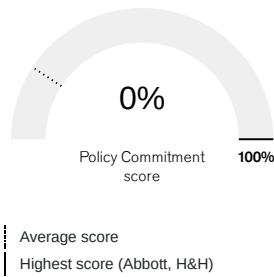 0%
Policy Commitment
score
100%
Average score
Highest score (Abbott, H&H)